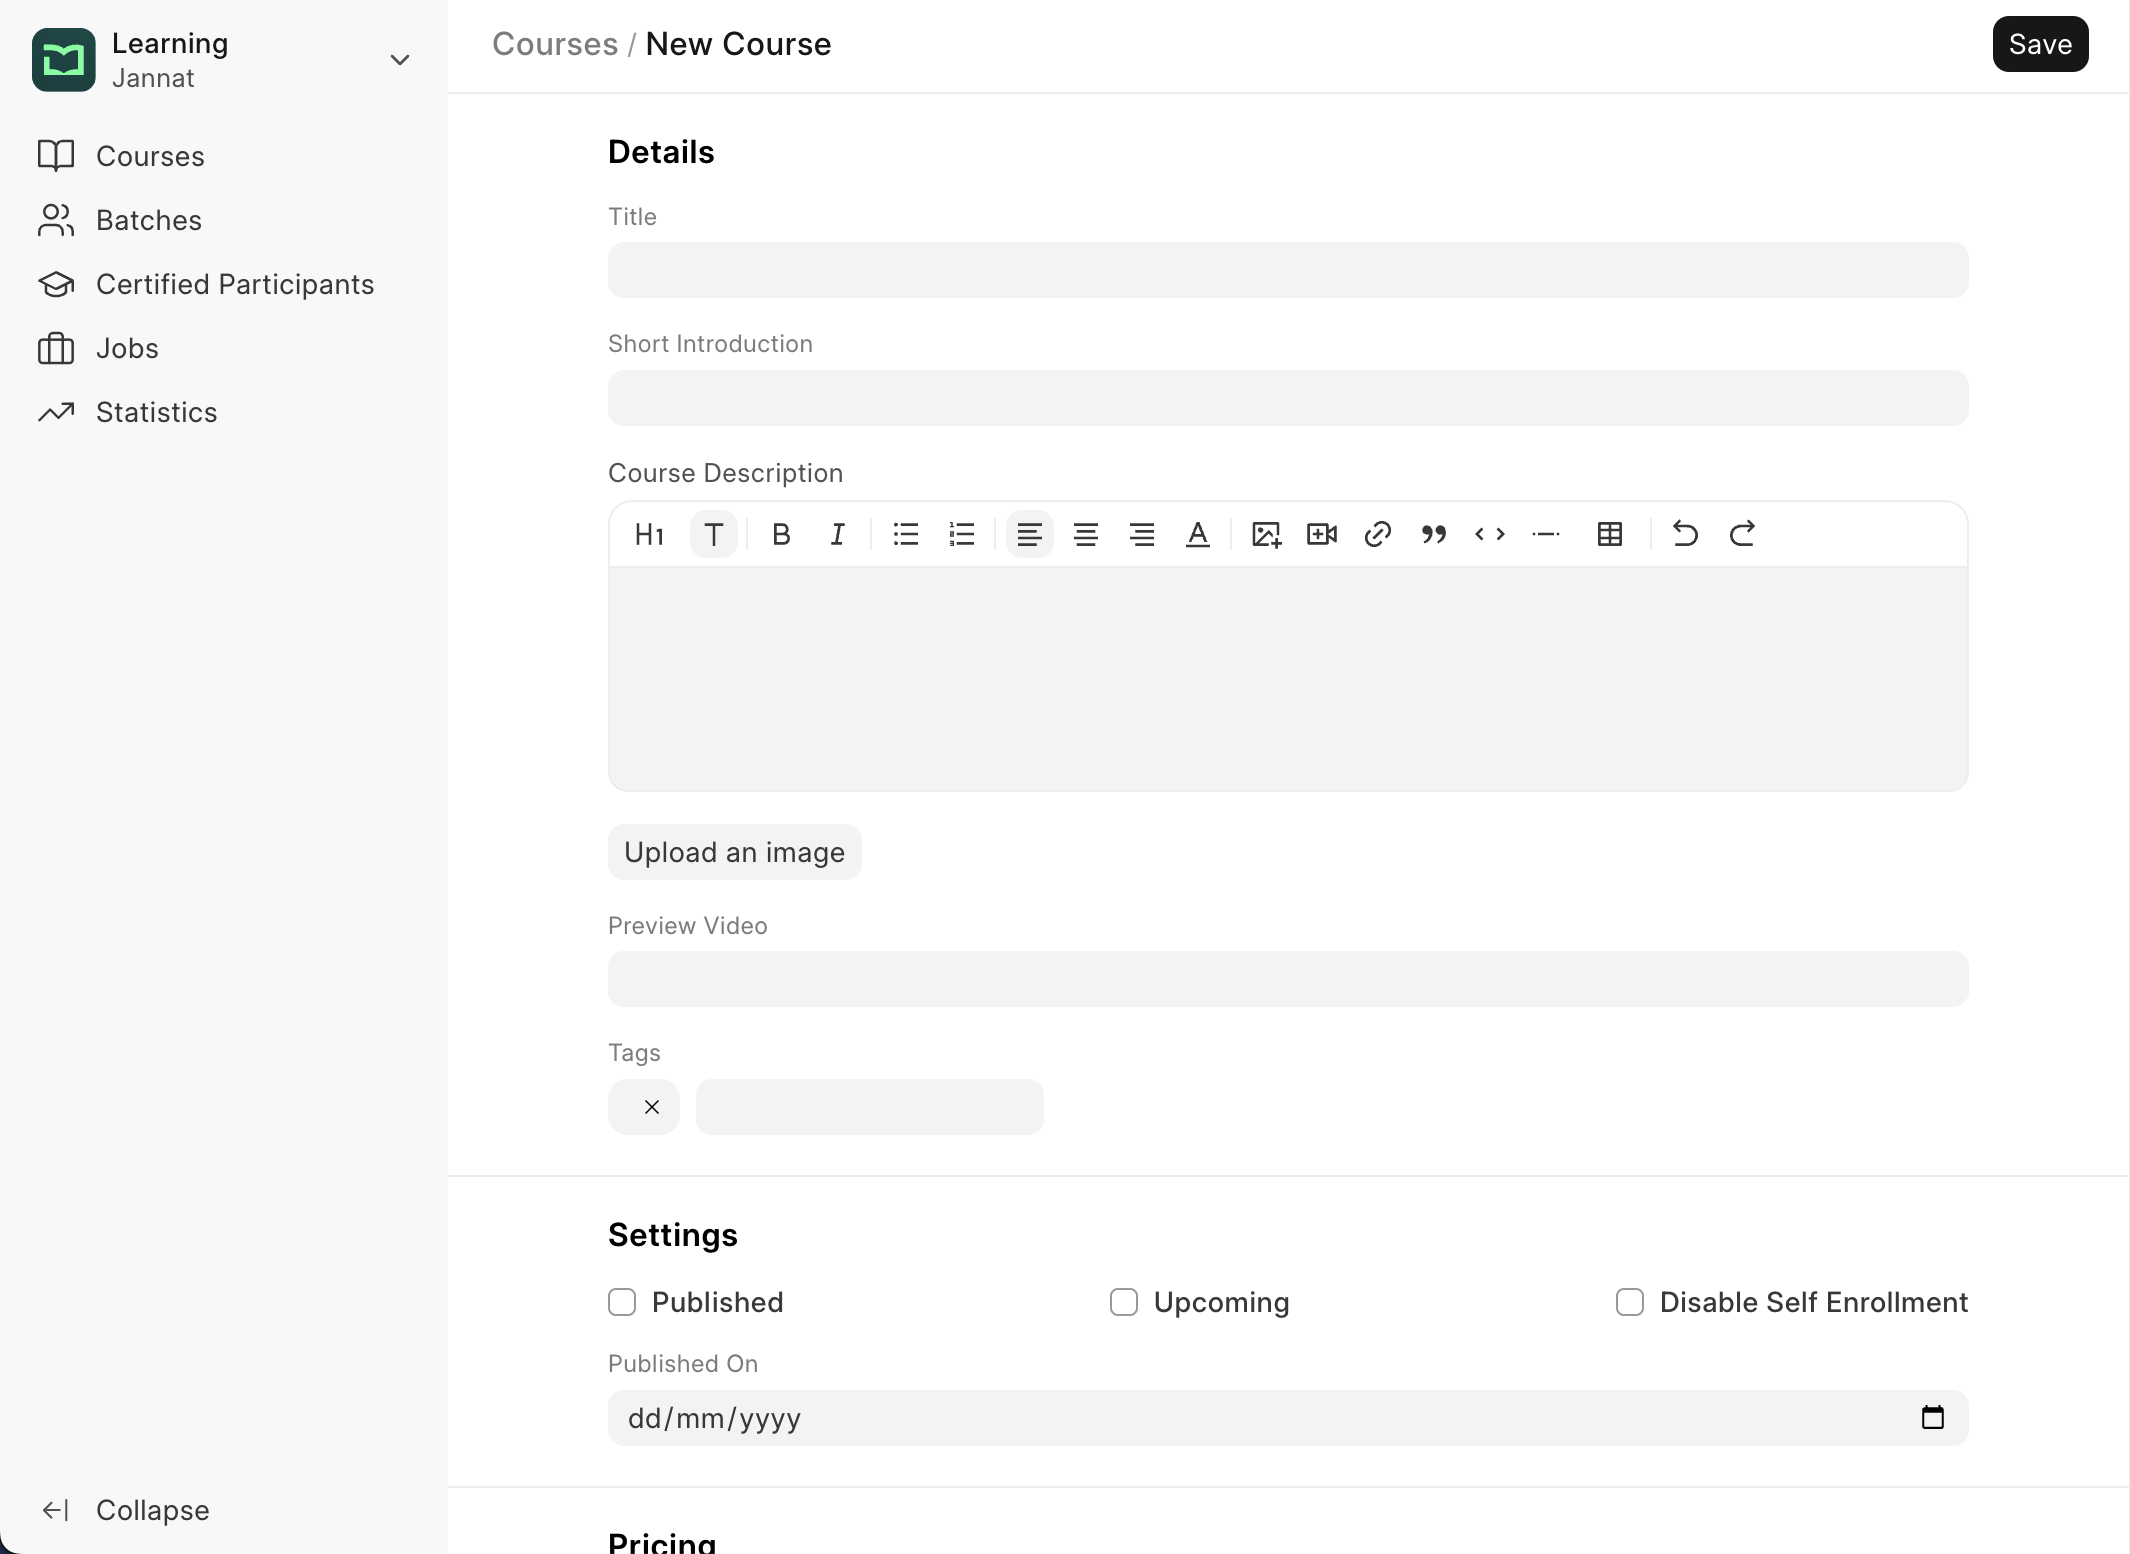 Learning
Jannat
Courses
Batches
Certified Participants
Jobs
Statistics
Collapse
Courses / New Course
Save
Details
Title
Short Introduction
Course Description
H1 T B I A
Upload an image
Preview Video
Tags
Settings
Published Upcoming Disable Self Enrollment
Published On
dd/mm/yyyy
Pricing